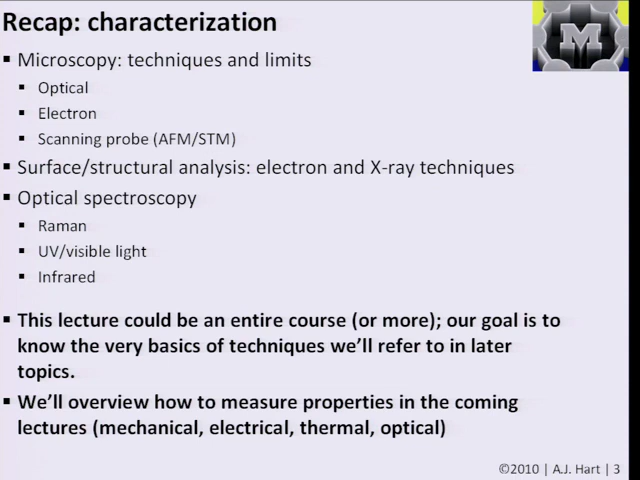 Recap: characterization
M
▪ Microscopy: techniques and limits
▪ Optical
▪ Electron
▪ Scanning probe (AFM/STM)
▪ Surface/structural analysis: electron and X-ray techniques
▪ Optical spectroscopy
▪ Raman
▪ UV/visible light
▪ Infrared
▪ This lecture could be an entire course (or more); our goal is to
know the very basics of techniques we'll refer to in later
topics.
▪ We'll overview how to measure properties in the coming
lectures (mechanical, electrical, thermal, optical)
©2010 | A.J. Hart | 3